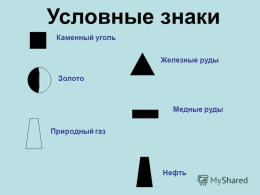 Условные знаки
Каменный уголь
Железные руды
Золото
Медные руды
Природный газ
Нефть
MyShared